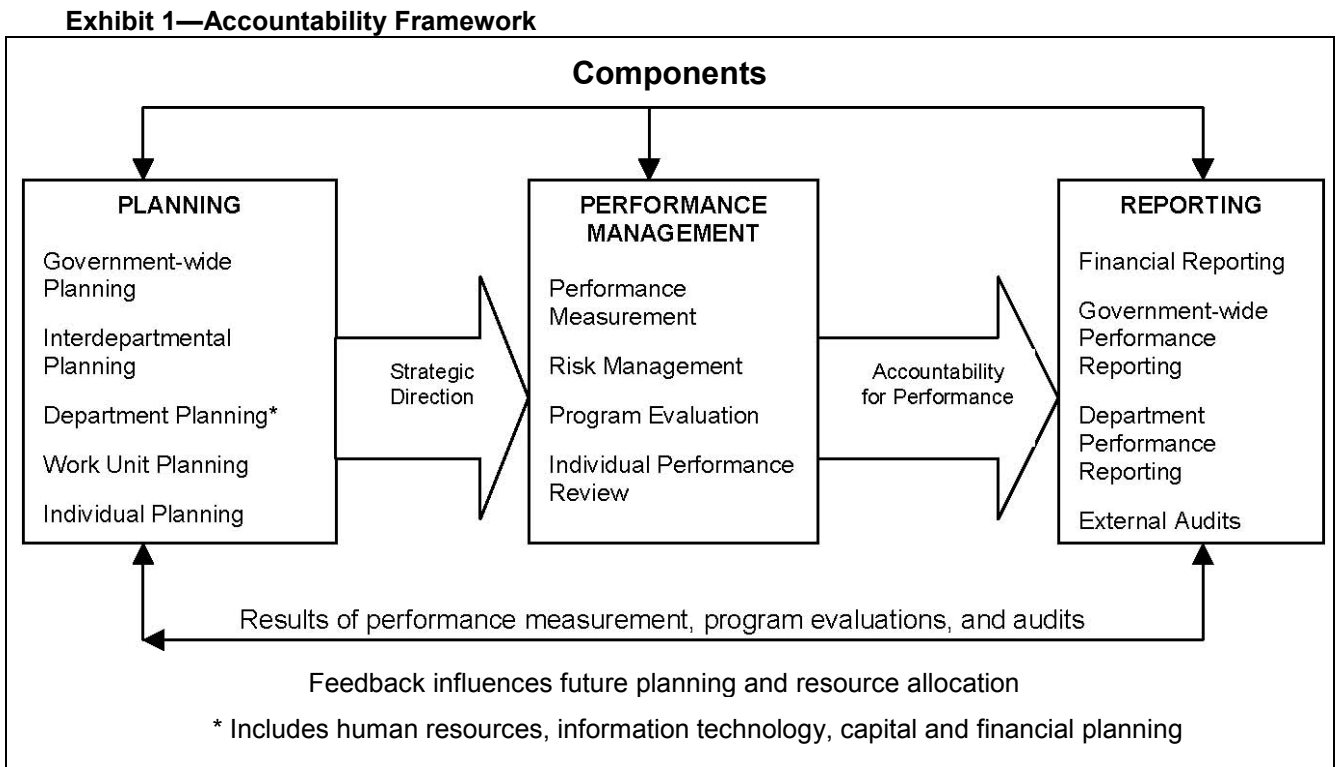 Exhibit 1—Accountability Framework
Components
PLANNING
Government-wide
Planning
Interdepartmental
Planning
Department Planning*
Work Unit Planning
Individual Planning
Strategic
Direction
PERFORMANCE
MANAGEMENT
Performance
Measurement
Risk Management
Program Evaluation
Individual Performance
Review
Accountability
for Performance
REPORTING
Financial Reporting
Government-wide
Performance
Reporting
Department
Performance
Reporting
External Audits
Results of performance measurement, program evaluations, and audits
Feedback influences future planning and resource allocation
* Includes human resources, information technology, capital and financial planning